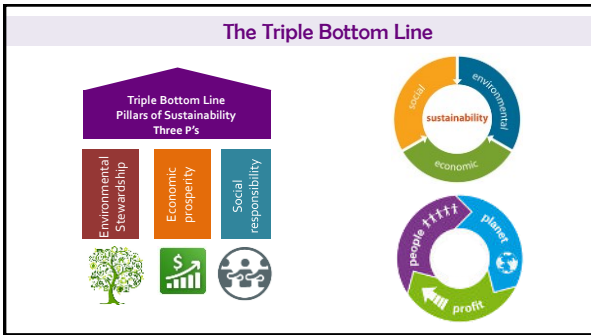 The Triple Bottom Line
Triple Bottom Line
Pillars of Sustainability
Three P's
Environmental
Stewardship
Economic
prosperity
Social
responsibility
$
social
environmental
sustainability
economic
people
planet
profit